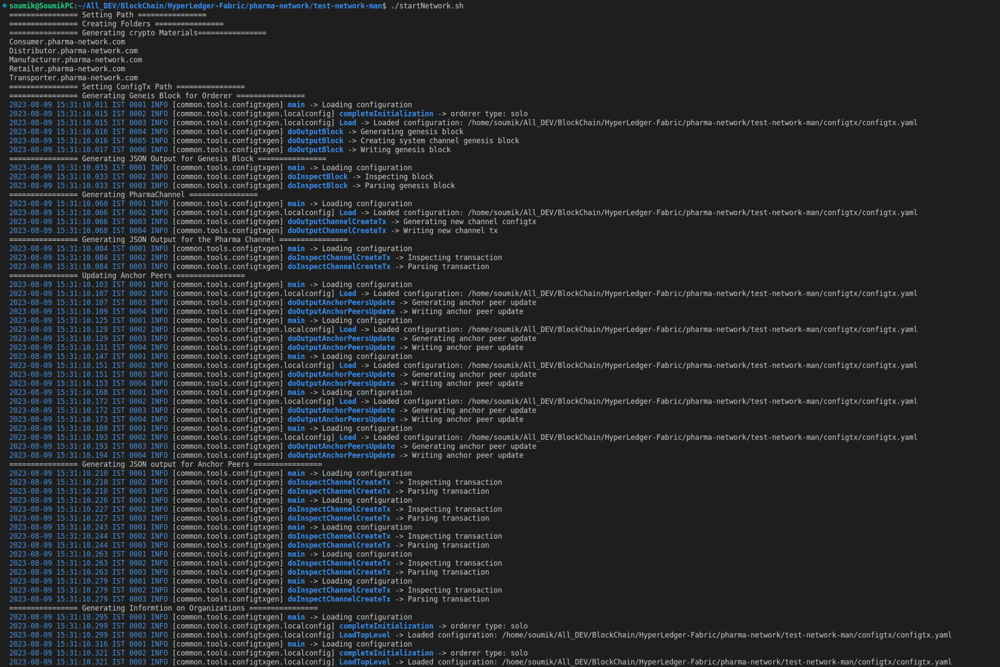 soumik@SoumikPC:~/All_DEV/BlockChain/HyperLedger-Fabric/pharma-network/test-network-man$ ./startNetwork.sh
================ Setting Path ================
================ Creating Folders ================
================ Generating crypto Materials================
Consumer.pharma-network.com
Distributor.pharma-network.com
Manufacturer.pharma-network.com
Retailer.pharma-network.com
Transporter.pharma-network.com
================ Setting ConfigTx Path ================
================ Generating Geneis Block for Orderer ================
2023-08-09 15:31:10.011 IST 0001 INFO [common.tools.configtxgen] main -> Loading configuration
2023-08-09 15:31:10.015 IST 0002 INFO [common.tools.configtxgen.localconfig] completeInitialization -> orderer type: solo
2023-08-09 15:31:10.015 IST 0003 INFO [common.tools.configtxgen.localconfig] Load -> Loaded configuration: /home/soumik/All_DEV/BlockChain/HyperLedger-Fabric/pharma-network/test-network-man/configtx/configtx.yaml
2023-08-09 15:31:10.016 IST 0004 INFO [common.tools.configtxgen] doOutputBlock -> Generating genesis block
2023-08-09 15:31:10.016 IST 0005 INFO [common.tools.configtxgen] doOutputBlock -> Creating system channel genesis block
2023-08-09 15:31:10.017 IST 0006 INFO [common.tools.configtxgen] doOutputBlock -> Writing genesis block
================ Generating JSON Output for Genesis Block ================
2023-08-09 15:31:10.033 IST 0001 INFO [common.tools.configtxgen] main -> Loading configuration
2023-08-09 15:31:10.033 IST 0002 INFO [common.tools.configtxgen] doInspectBlock -> Inspecting block
2023-08-09 15:31:10.033 IST 0003 INFO [common.tools.configtxgen] doInspectBlock -> Parsing genesis block
================ Generating PharmaChannel ================
2023-08-09 15:31:10.060 IST 0001 INFO [common.tools.configtxgen] main -> Loading configuration
2023-08-09 15:31:10.066 IST 0002 INFO [common.tools.configtxgen.localconfig] Load -> Loaded configuration: /home/soumik/All_DEV/BlockChain/HyperLedger-Fabric/pharma-network/test-network-man/configtx/configtx.yaml
2023-08-09 15:31:10.066 IST 0003 INFO [common.tools.configtxgen] doOutputChannelCreateTx -> Generating new channel configtx
2023-08-09 15:31:10.068 IST 0004 INFO [common.tools.configtxgen] doOutputChannelCreateTx -> Writing new channel tx
================ Generating JSON Output for the Pharma Channel ================
2023-08-09 15:31:10.084 IST 0001 INFO [common.tools.configtxgen] main -> Loading configuration
2023-08-09 15:31:10.084 IST 0002 INFO [common.tools.configtxgen] doInspectChannelCreateTx -> Inspecting transaction
2023-08-09 15:31:10.084 IST 0003 INFO [common.tools.configtxgen] doInspectChannelCreateTx -> Parsing transaction
================ Updating Anchor Peers ================
2023-08-09 15:31:10.103 IST 0001 INFO [common.tools.configtxgen] main -> Loading configuration
2023-08-09 15:31:10.107 IST 0002 INFO [common.tools.configtxgen.localconfig] Load -> Loaded configuration: /home/soumik/All_DEV/BlockChain/HyperLedger-Fabric/pharma-network/test-network-man/configtx/configtx.yaml
2023-08-09 15:31:10.107 IST 0003 INFO [common.tools.configtxgen] doOutputAnchorPeersUpdate -> Generating anchor peer update
2023-08-09 15:31:10.109 IST 0004 INFO [common.tools.configtxgen] doOutputAnchorPeersUpdate -> Writing anchor peer update
2023-08-09 15:31:10.125 IST 0001 INFO [common.tools.configtxgen] main -> Loading configuration
2023-08-09 15:31:10.129 IST 0002 INFO [common.tools.configtxgen.localconfig] Load -> Loaded configuration: /home/soumik/All_DEV/BlockChain/HyperLedger-Fabric/pharma-network/test-network-man/configtx/configtx.yaml
2023-08-09 15:31:10.129 IST 0003 INFO [common.tools.configtxgen] doOutputAnchorPeersUpdate -> Generating anchor peer update
2023-08-09 15:31:10.131 IST 0004 INFO [common.tools.configtxgen] doOutputAnchorPeersUpdate -> Writing anchor peer update
2023-08-09 15:31:10.147 IST 0001 INFO [common.tools.configtxgen] main -> Loading configuration
2023-08-09 15:31:10.151 IST 0002 INFO [common.tools.configtxgen.localconfig] Load -> Loaded configuration: /home/soumik/All_DEV/BlockChain/HyperLedger-Fabric/pharma-network/test-network-man/configtx/configtx.yaml
2023-08-09 15:31:10.151 IST 0003 INFO [common.tools.configtxgen] doOutputAnchorPeersUpdate -> Generating anchor peer update
2023-08-09 15:31:10.153 IST 0004 INFO [common.tools.configtxgen] doOutputAnchorPeersUpdate -> Writing anchor peer update
2023-08-09 15:31:10.168 IST 0001 INFO [common.tools.configtxgen] main -> Loading configuration
2023-08-09 15:31:10.172 IST 0002 INFO [common.tools.configtxgen.localconfig] Load -> Loaded configuration: /home/soumik/All_DEV/BlockChain/HyperLedger-Fabric/pharma-network/test-network-man/configtx/configtx.yaml
2023-08-09 15:31:10.172 IST 0003 INFO [common.tools.configtxgen] doOutputAnchorPeersUpdate -> Generating anchor peer update
2023-08-09 15:31:10.173 IST 0004 INFO [common.tools.configtxgen] doOutputAnchorPeersUpdate -> Writing anchor peer update
2023-08-09 15:31:10.189 IST 0001 INFO [common.tools.configtxgen] main -> Loading configuration
2023-08-09 15:31:10.193 IST 0002 INFO [common.tools.configtxgen.localconfig] Load -> Loaded configuration: /home/soumik/All_DEV/BlockChain/HyperLedger-Fabric/pharma-network/test-network-man/configtx/configtx.yaml
2023-08-09 15:31:10.193 IST 0003 INFO [common.tools.configtxgen] doOutputAnchorPeersUpdate -> Generating anchor peer update
2023-08-09 15:31:10.194 IST 0004 INFO [common.tools.configtxgen] doOutputAnchorPeersUpdate -> Writing anchor peer update
================ Generating JSON output for Anchor Peers ================
2023-08-09 15:31:10.210 IST 0001 INFO [common.tools.configtxgen] main -> Loading configuration
2023-08-09 15:31:10.210 IST 0002 INFO [common.tools.configtxgen] doInspectChannelCreateTx -> Inspecting transaction
2023-08-09 15:31:10.210 IST 0003 INFO [common.tools.configtxgen] doInspectChannelCreateTx -> Parsing transaction
2023-08-09 15:31:10.226 IST 0001 INFO [common.tools.configtxgen] main -> Loading configuration
2023-08-09 15:31:10.227 IST 0002 INFO [common.tools.configtxgen] doInspectChannelCreateTx -> Inspecting transaction
2023-08-09 15:31:10.227 IST 0003 INFO [common.tools.configtxgen] doInspectChannelCreateTx -> Parsing transaction
2023-08-09 15:31:10.243 IST 0001 INFO [common.tools.configtxgen] main -> Loading configuration
2023-08-09 15:31:10.244 IST 0002 INFO [common.tools.configtxgen] doInspectChannelCreateTx -> Inspecting transaction
2023-08-09 15:31:10.244 IST 0003 INFO [common.tools.configtxgen] doInspectChannelCreateTx -> Parsing transaction
2023-08-09 15:31:10.263 IST 0001 INFO [common.tools.configtxgen] main -> Loading configuration
2023-08-09 15:31:10.263 IST 0002 INFO [common.tools.configtxgen] doInspectChannelCreateTx -> Inspecting transaction
2023-08-09 15:31:10.263 IST 0003 INFO [common.tools.configtxgen] doInspectChannelCreateTx -> Parsing transaction
2023-08-09 15:31:10.279 IST 0001 INFO [common.tools.configtxgen] main -> Loading configuration
2023-08-09 15:31:10.279 IST 0002 INFO [common.tools.configtxgen] doInspectChannelCreateTx -> Inspecting transaction
2023-08-09 15:31:10.279 IST 0003 INFO [common.tools.configtxgen] doInspectChannelCreateTx -> Parsing transaction
================ Generating Informtion on Organizations ================
2023-08-09 15:31:10.295 IST 0001 INFO [common.tools.configtxgen] main -> Loading configuration
2023-08-09 15:31:10.299 IST 0002 INFO [common.tools.configtxgen.localconfig] completeInitialization -> orderer type: solo
2023-08-09 15:31:10.299 IST 0003 INFO [common.tools.configtxgen.localconfig] LoadTopLevel -> Loaded configuration: /home/soumik/All_DEV/BlockChain/HyperLedger-Fabric/pharma-network/test-network-man/configtx/configtx.yaml
2023-08-09 15:31:10.316 IST 0001 INFO [common.tools.configtxgen] main -> Loading configuration
2023-08-09 15:31:10.321 IST 0002 INFO [common.tools.configtxgen.localconfig] completeInitialization -> orderer type: solo
2023-08-09 15:31:10.321 IST 0003 INFO [common.tools.configtxgen.localconfig] LoadTopLevel -> Loaded configuration: /home/soumik/All_DEV/BlockChain/HyperLedger-Fabric/pharma-network/test-network-man/configtx/configtx.yaml